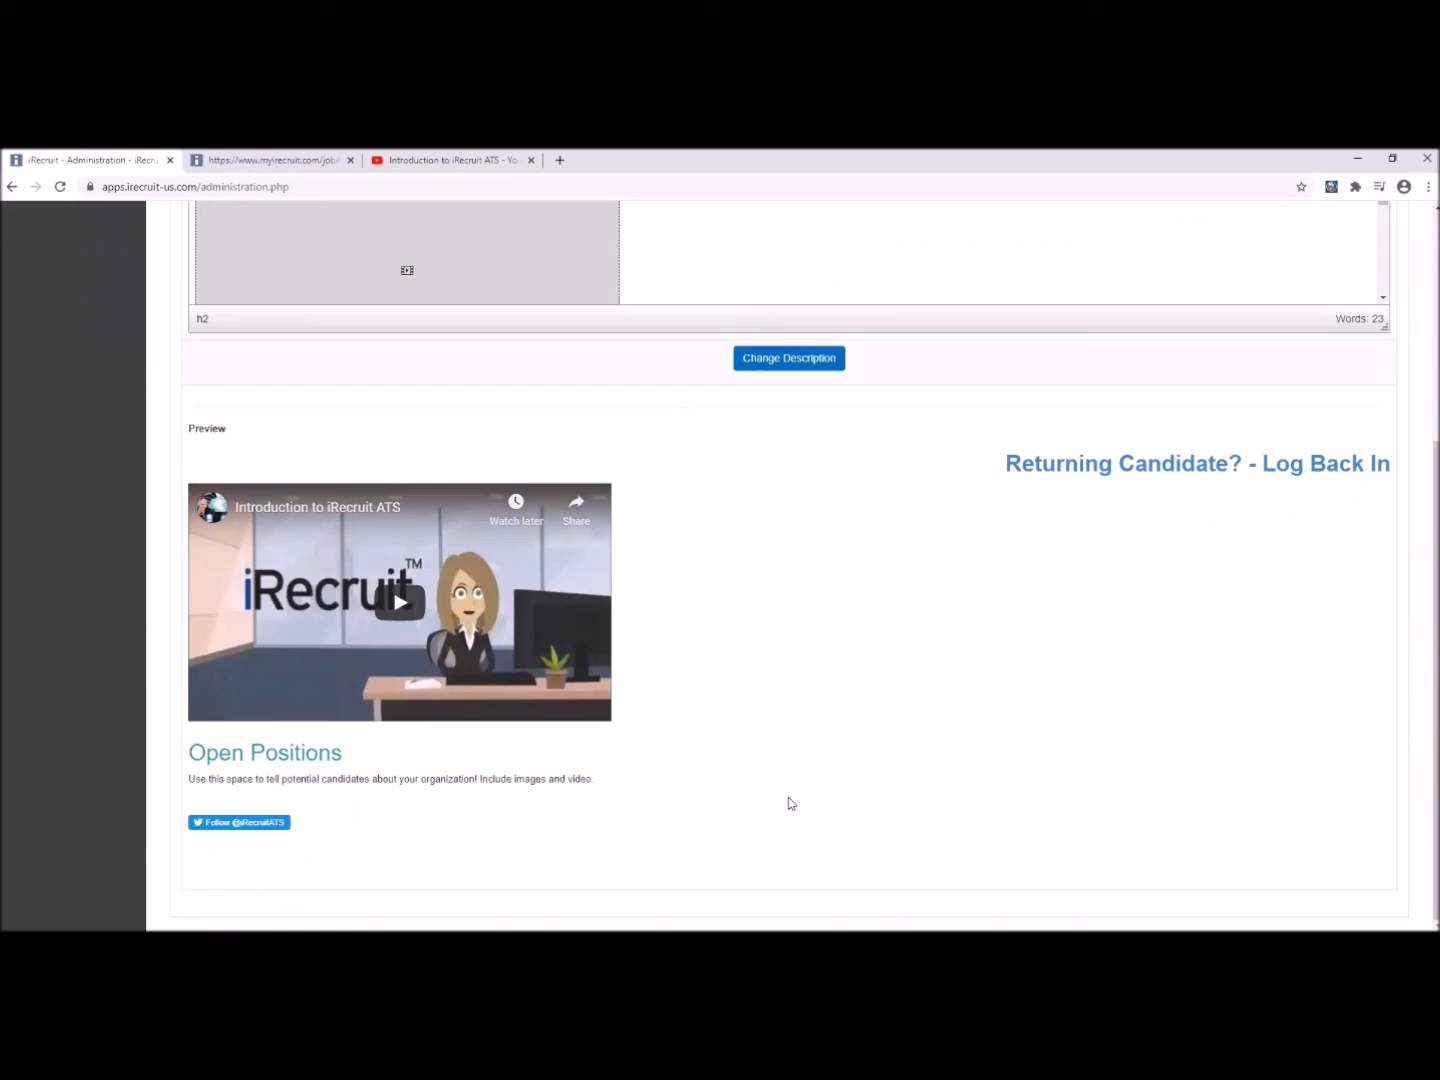 iRecruit - Administration - iRecru
https://www.myirecruit.com/job
Introduction to iRecruit ATS - Yo
apps.irecruit-us.com/administration.php
h2
Words: 23
Change Description
Preview
Returning Candidate? - Log Back In
Introduction to iRecruit ATS
Watch later
Share
iRecruit™
Open Positions
Use this space to tell potential candidates about your organization! Include images and video.
Follow @iRecruitATS